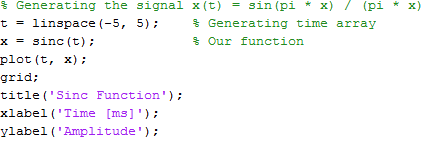 % Generating the signal x(t) = sin(pi * x) / (pi * x)
t = linspace(-5, 5);    % Generating time array
x = sinc(t);            % Our function
plot(t, x);
grid;
title('Sinc Function');
xlabel('Time [ms]');
ylabel('Amplitude');